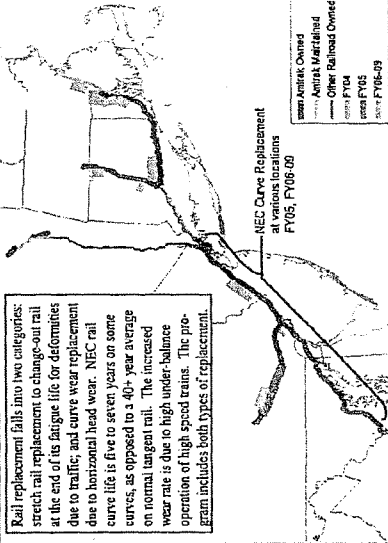 Rail replacement falls into two categories:
stretch rail replacement to change-out rail
at the end of its fatigue life for deformities
due to traffic; and curve wear replacement
due to horizontal head wear. NEC rail
curve life is five to seven years on some
curves, as opposed to a 40+ year average
on normal tangent rail. The increased
wear rate is due to high under-balance
operation of high speed trains. The pro-
gram includes both types of replacement.
NEC Curve Replacement
at various locations
FY05, FY06-09
Amtrak Owned
Amtrak Maintained
Other Railroad Owned
FY04
FY05
FY06-09